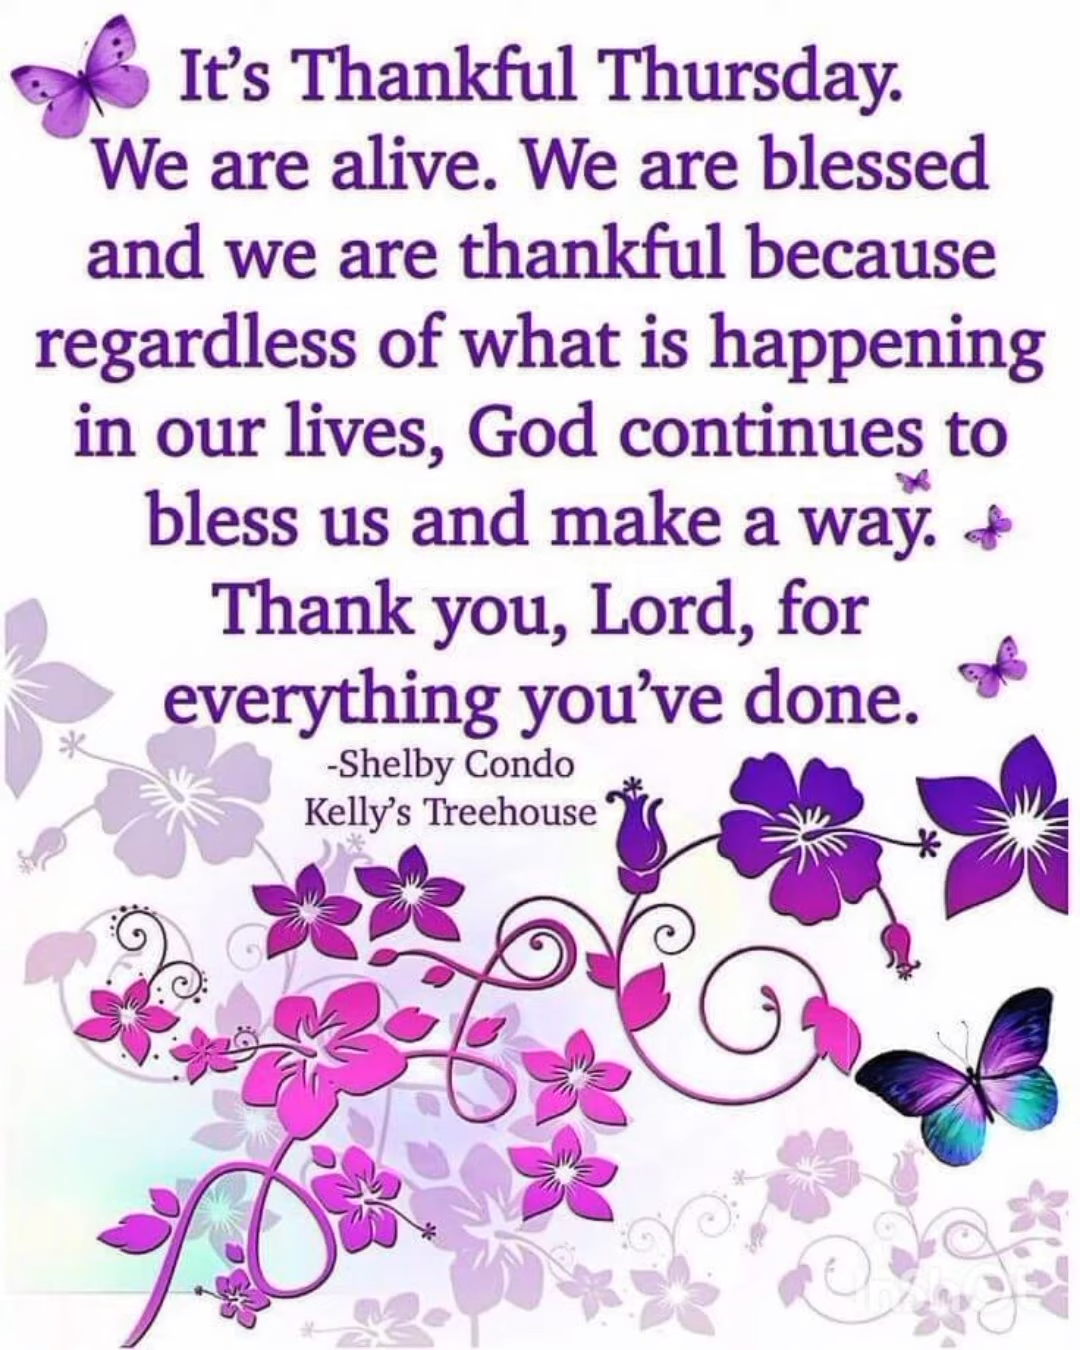 It's Thankful Thursday.
We are alive. We are blessed
and we are thankful because
regardless of what is happening
in our lives, God continues to
bless us and make a way.
Thank you, Lord, for
everything you've done.
-Shelby Condo
Kelly's Treehouse
InShOt